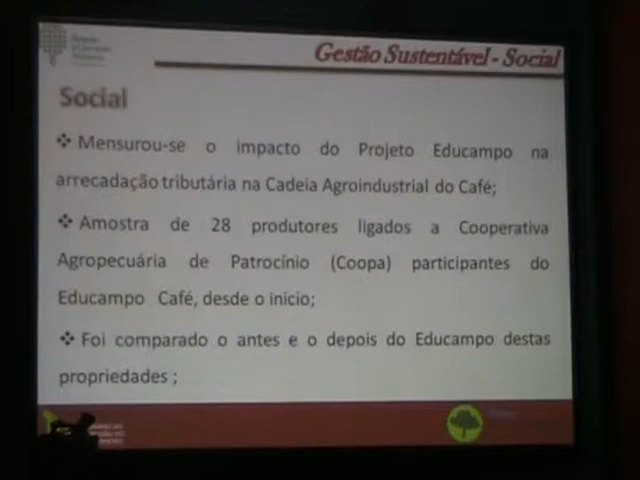 Gestão Sustentável - Social
Social
❖ Mensurou-se o impacto do Projeto Educampo na
arrecadação tributária na Cadeia Agroindustrial do Café;
❖ Amostra de 28 produtores ligados a Cooperativa
Agropecuária de Patrocínio (Coopa) participantes do
Educampo Café, desde o início;
❖ Foi comparado o antes e o depois do Educampo destas
propriedades ;